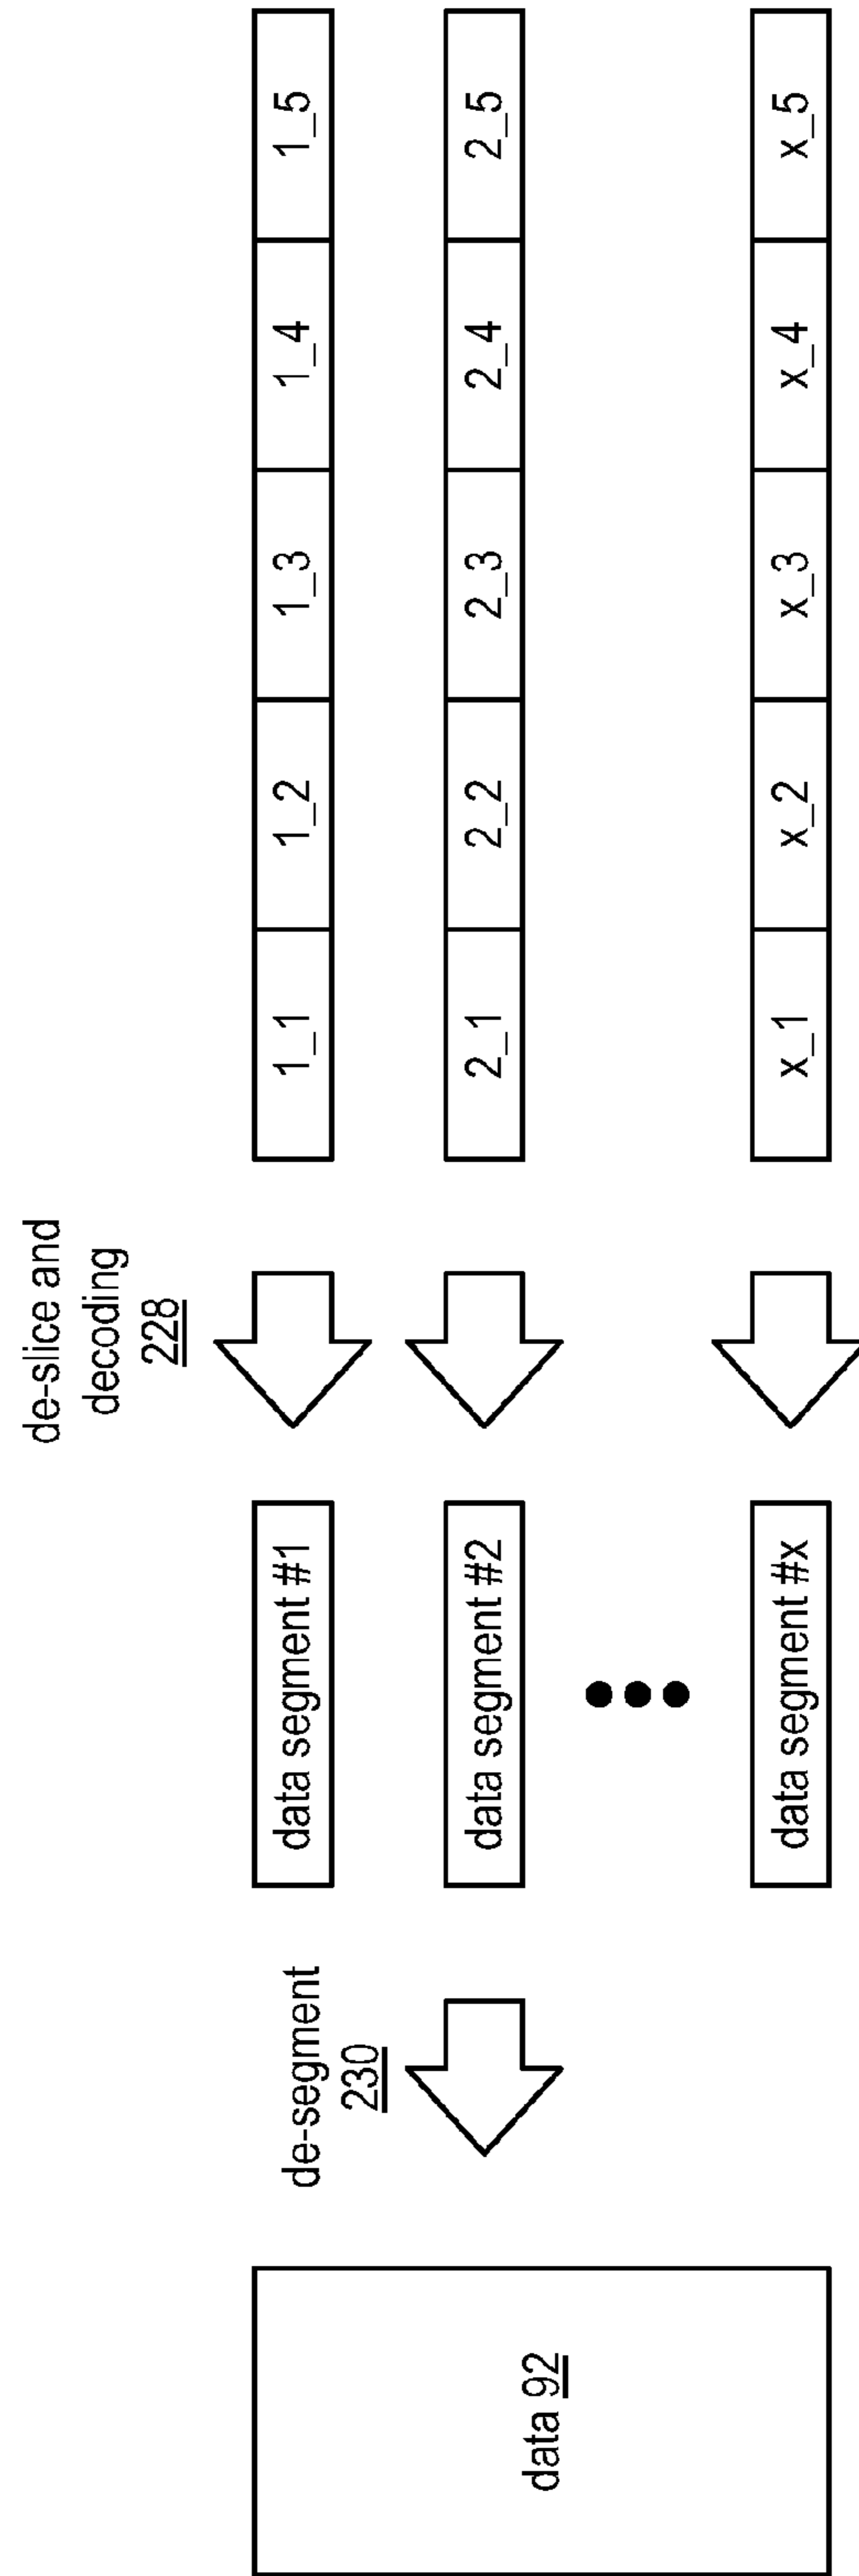 de-slice and
decoding
228
1_1 1_2 1_3 1_4 1_5
data segment #1
de-segment
230
2_1 2_2 2_3 2_4 2_5
data segment #2
data 92
x_1 x_2 x_3 x_4 x_5
data segment #x